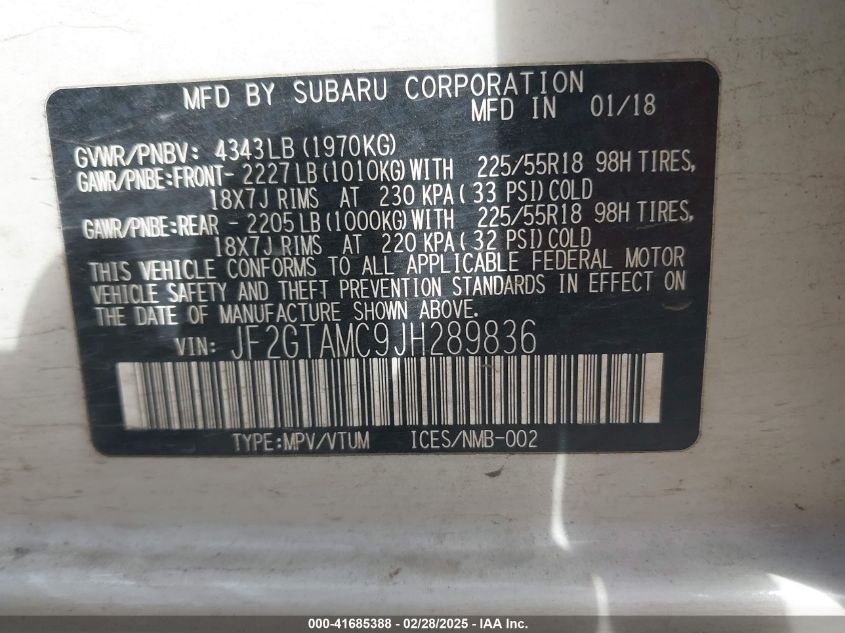 MFD BY SUBARU CORPORATION
MFD IN 01/18
GVWR/PNBV: 4343LB (1970KG)
GAWR/PNBE:FRONT- 2227LB(1010KG)WITH 225/55R18 98H TIRES,
18X7J RIMS AT 230 KPA( 33 PSI)COLD
GAWR/PNBE:REAR - 2205LB(1000KG)WITH 225/55R18 98H TIRES,
18X7J RIMS AT 220 KPA( 32 PSI)COLD
THIS VEHICLE CONFORMS TO ALL APPLICABLE FEDERAL MOTOR
VEHICLE SAFETY AND THEFT PREVENTION STANDARDS IN EFFECT ON
THE DATE OF MANUFACTURE SHOWN ABOVE.
VIN: JF2GTAMC9JH289836
TYPE:MPV/VTUM ICES/NMB-002
000-41685388 - 02/28/2025 - IAA Inc.